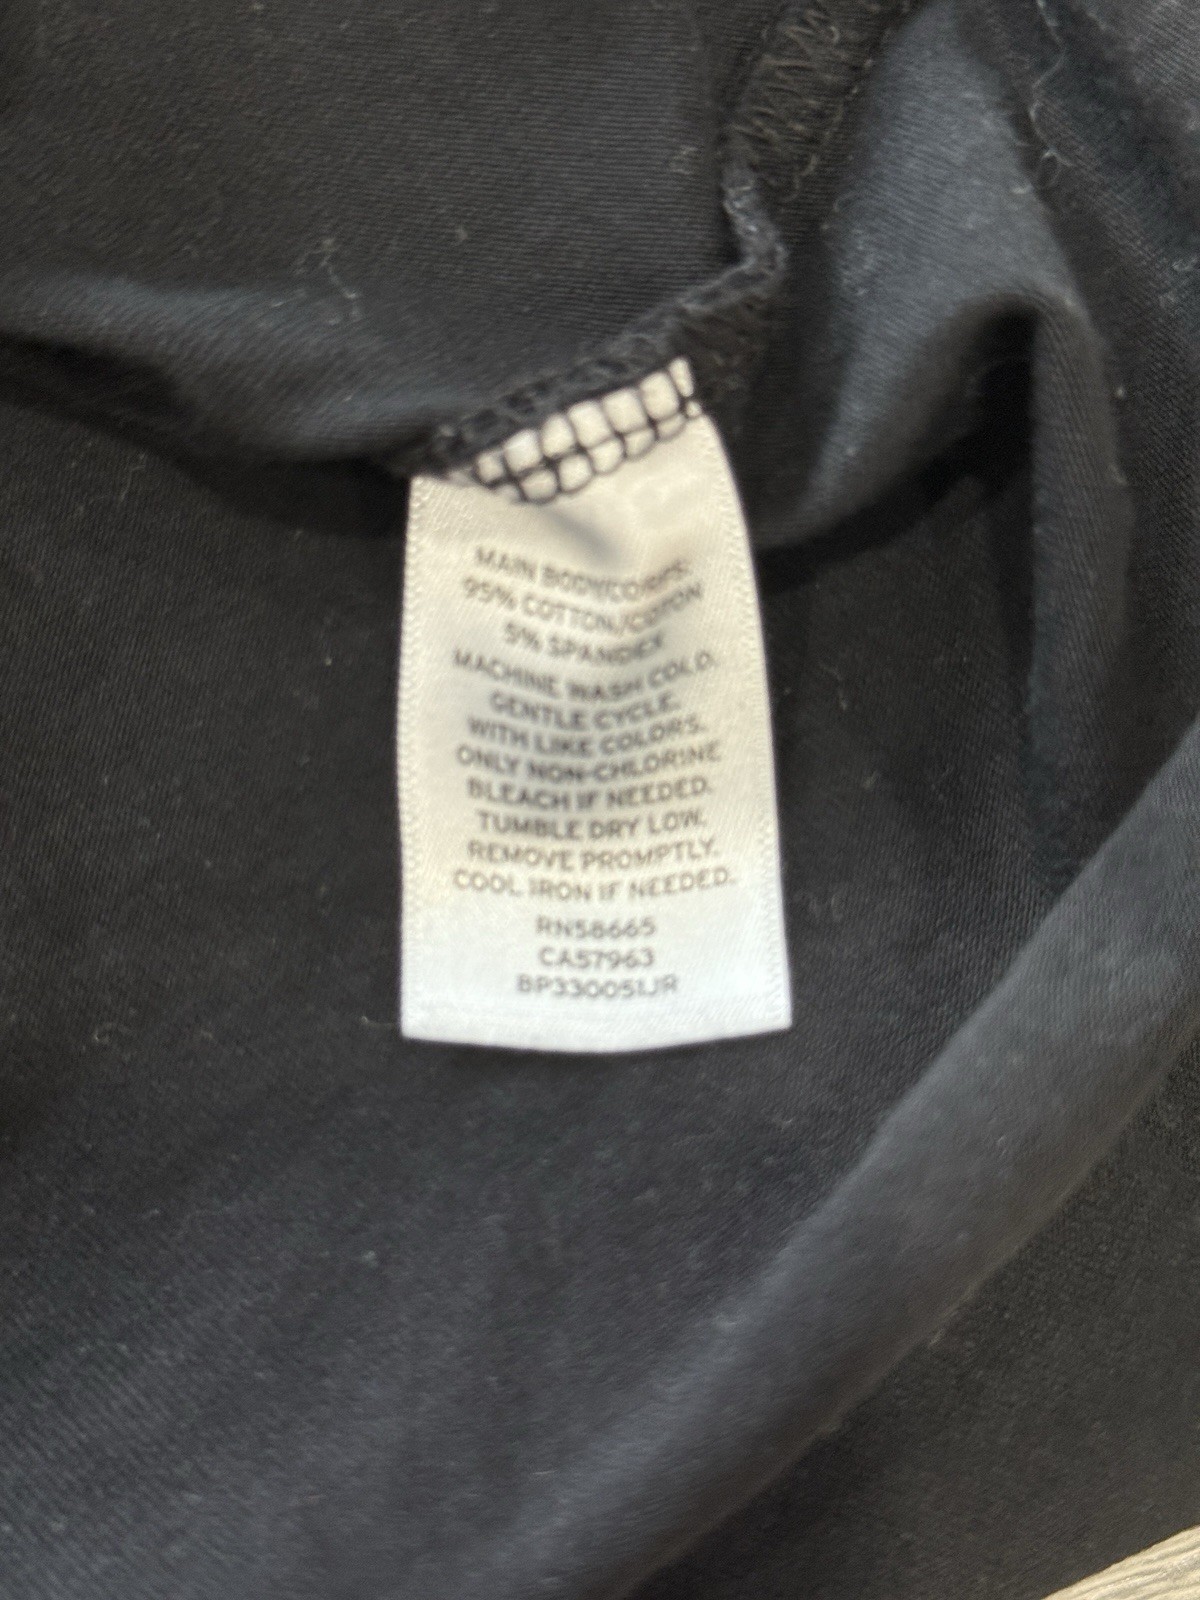 MAIN BODY/CORPS:
95% COTTON/COTON
5% SPANDEX
MACHINE WASH COLD,
GENTLE CYCLE,
WITH LIKE COLORS.
ONLY NON-CHLORINE
BLEACH IF NEEDED.
TUMBLE DRY LOW,
REMOVE PROMPTLY.
COOL IRON IF NEEDED.
RN58665
CA57963
BP330051JR